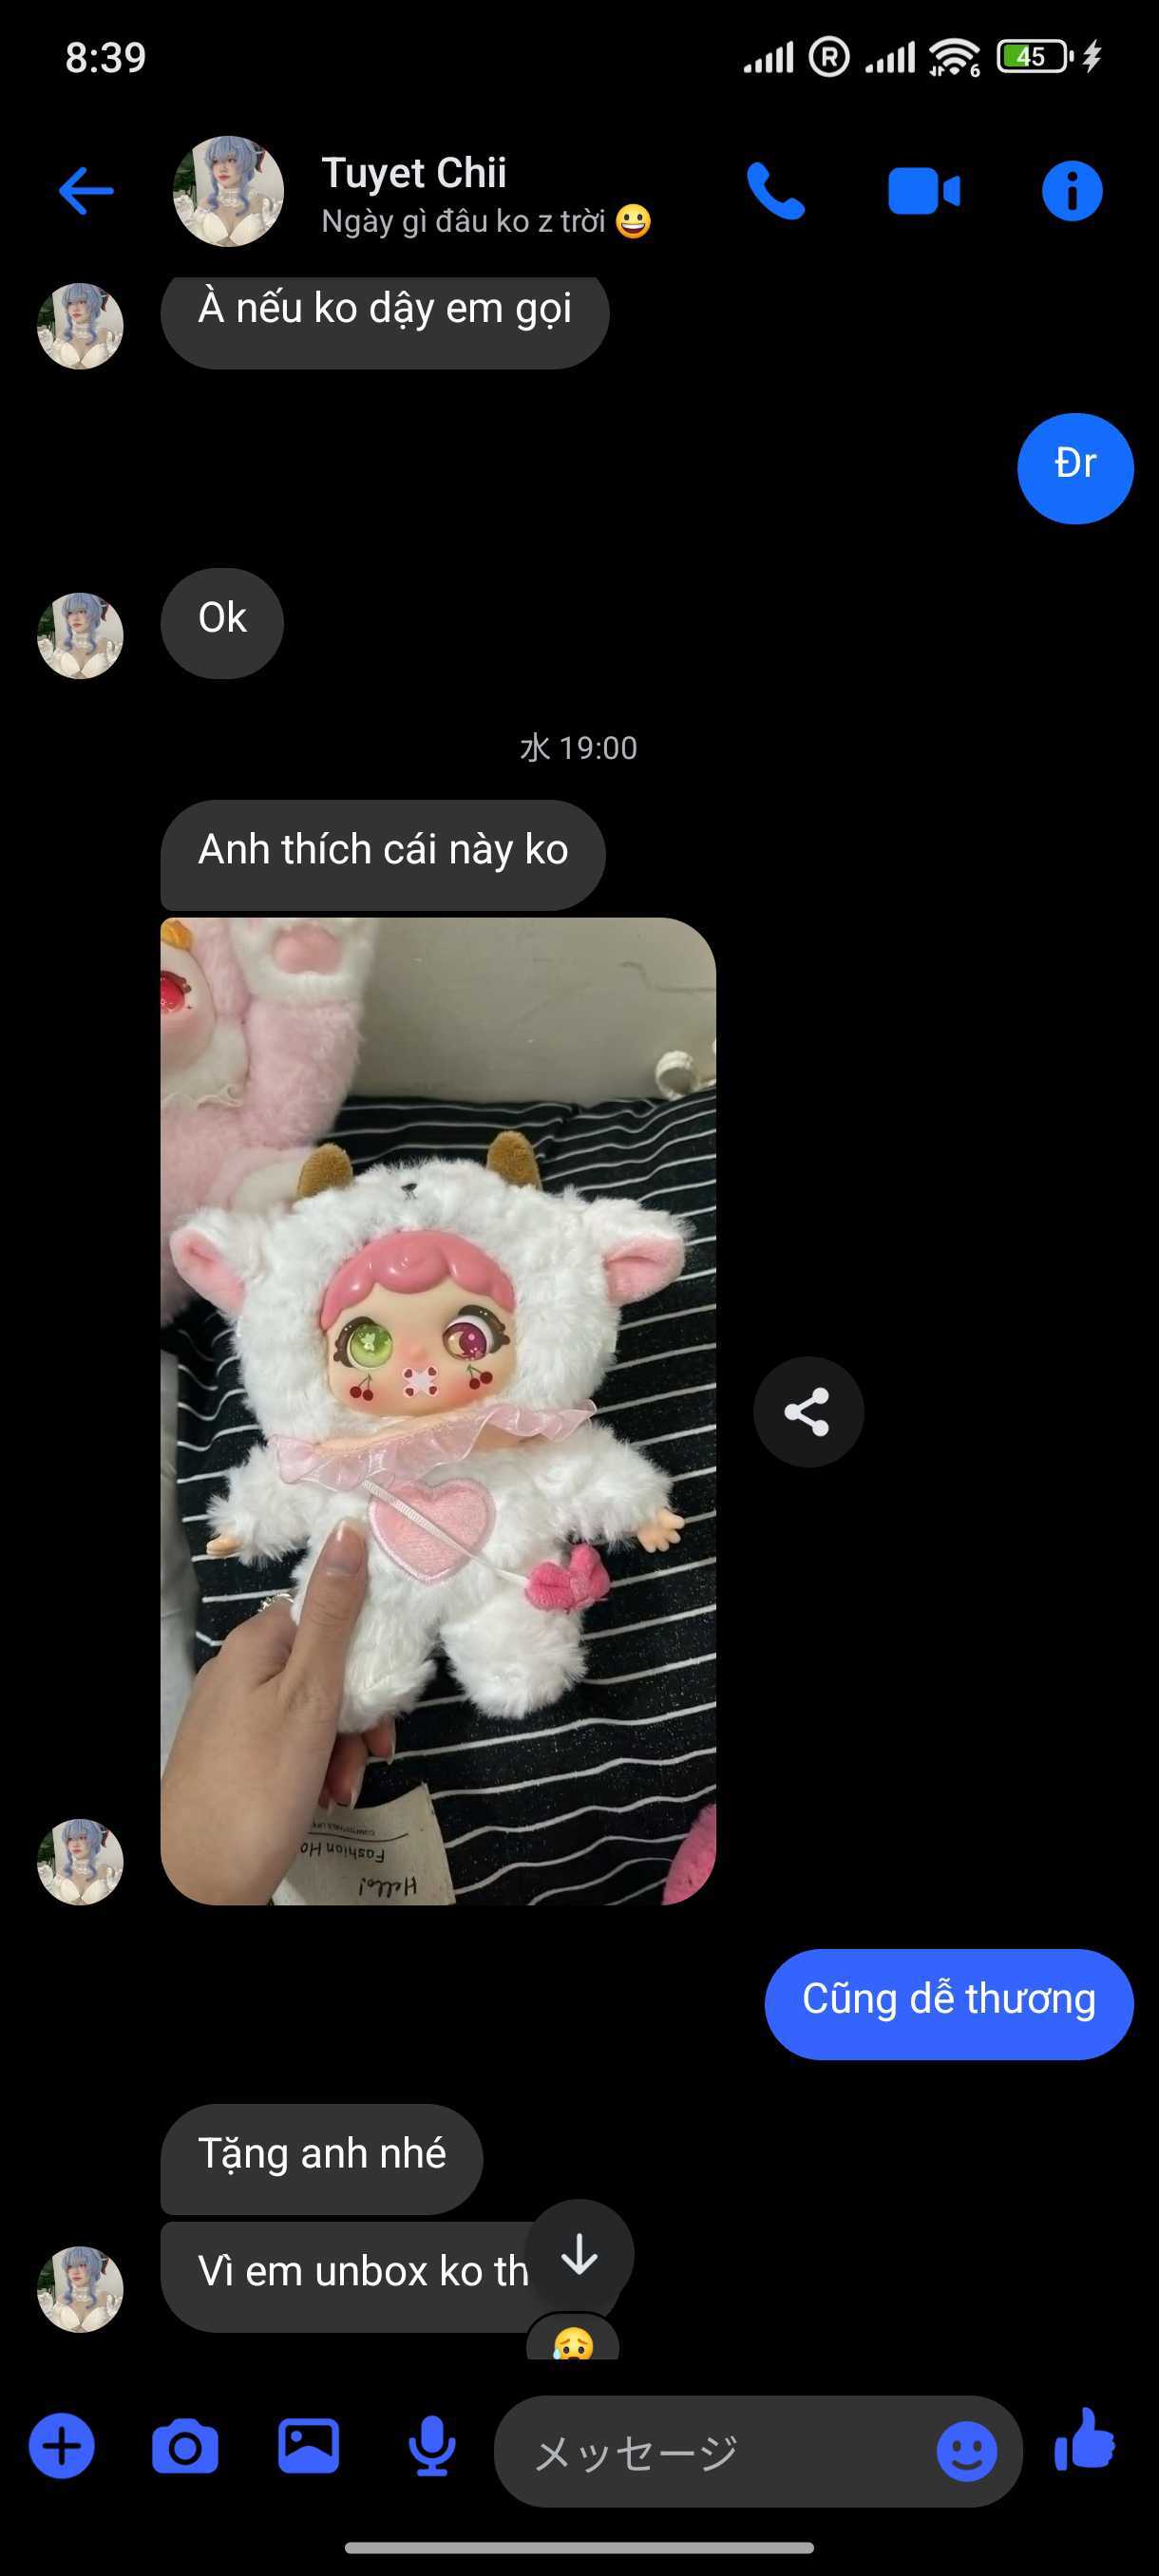 8:39
R
6
45
Tuyet Chii
Ngày gì đâu ko z trời 😀
À nếu ko dậy em gọi
Đr
Ok
水 19:00
Anh thích cái này ko
Fashion Ho
Hello!
Cũng dễ thương
Tặng anh nhé
Vì em unbox ko th
メッセージ